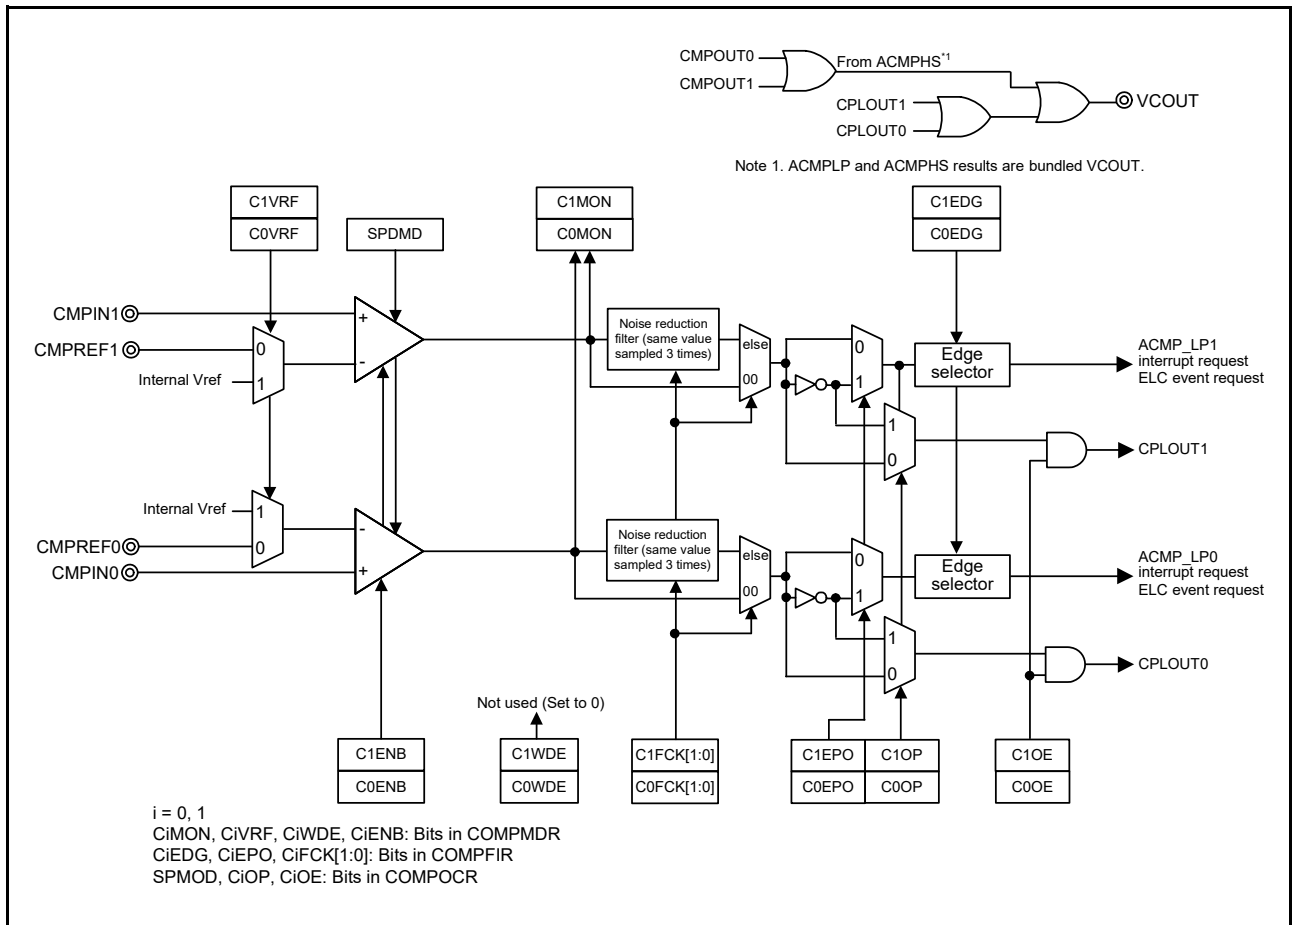 CMPOUT0
CMPOUT1
From ACMPHS*1
CPLOUT1
CPLOUT0
VCOUT
Note 1. ACMPLP and ACMPHS results are bundled VCOUT.
C1VRF
C0VRF
SPDMD
C1MON
C0MON
C1EDG
C0EDG
CMPIN1
CMPREF1
Internal Vref
0
1
+
-
Noise reduction
filter (same value
sampled 3 times)
else
00
0
1
Edge
selector
ACMP_LP1
interrupt request
ELC event request
1
0
CPLOUT1
Internal Vref
CMPREF0
CMPIN0
1
0
-
+
Noise reduction
filter (same value
sampled 3 times)
else
00
0
1
Edge
selector
ACMP_LP0
interrupt request
ELC event request
1
0
CPLOUT0
Not used (Set to 0)
C1ENB
C0ENB
C1WDE
C0WDE
C1FCK[1:0]
C0FCK[1:0]
C1EPO
C0EPO
C1OP
C0OP
C1OE
C0OE
i = 0, 1
CiMON, CiVRF, CiWDE, CiENB: Bits in COMPMDR
CiEDG, CiEPO, CiFCK[1:0]: Bits in COMPFIR
SPMOD, CiOP, CiOE: Bits in COMPOCR